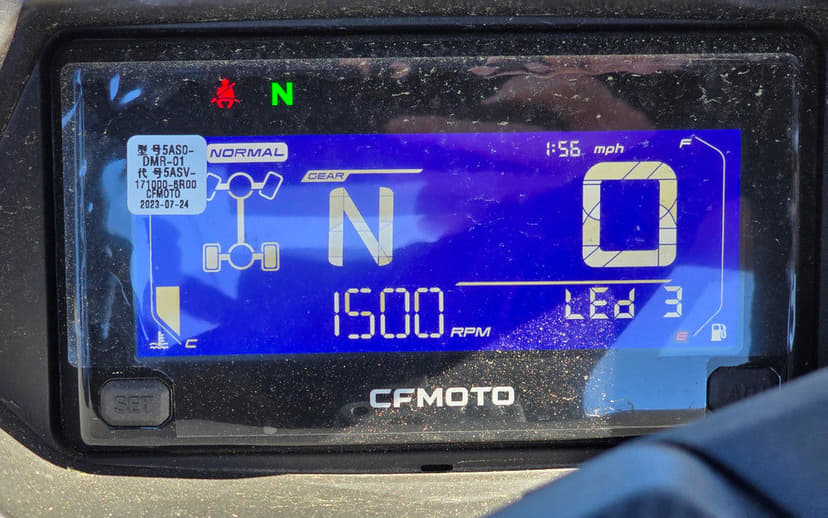 N
型 号5AS0-
DMR-01
代 号5ASV-
171000-6R00
CFMOTO
2023-07-24
NORMAL
GEAR
N
1:56 mph
F
0
1500 RPM
LEd 3
C
E
SET
CFMOTO